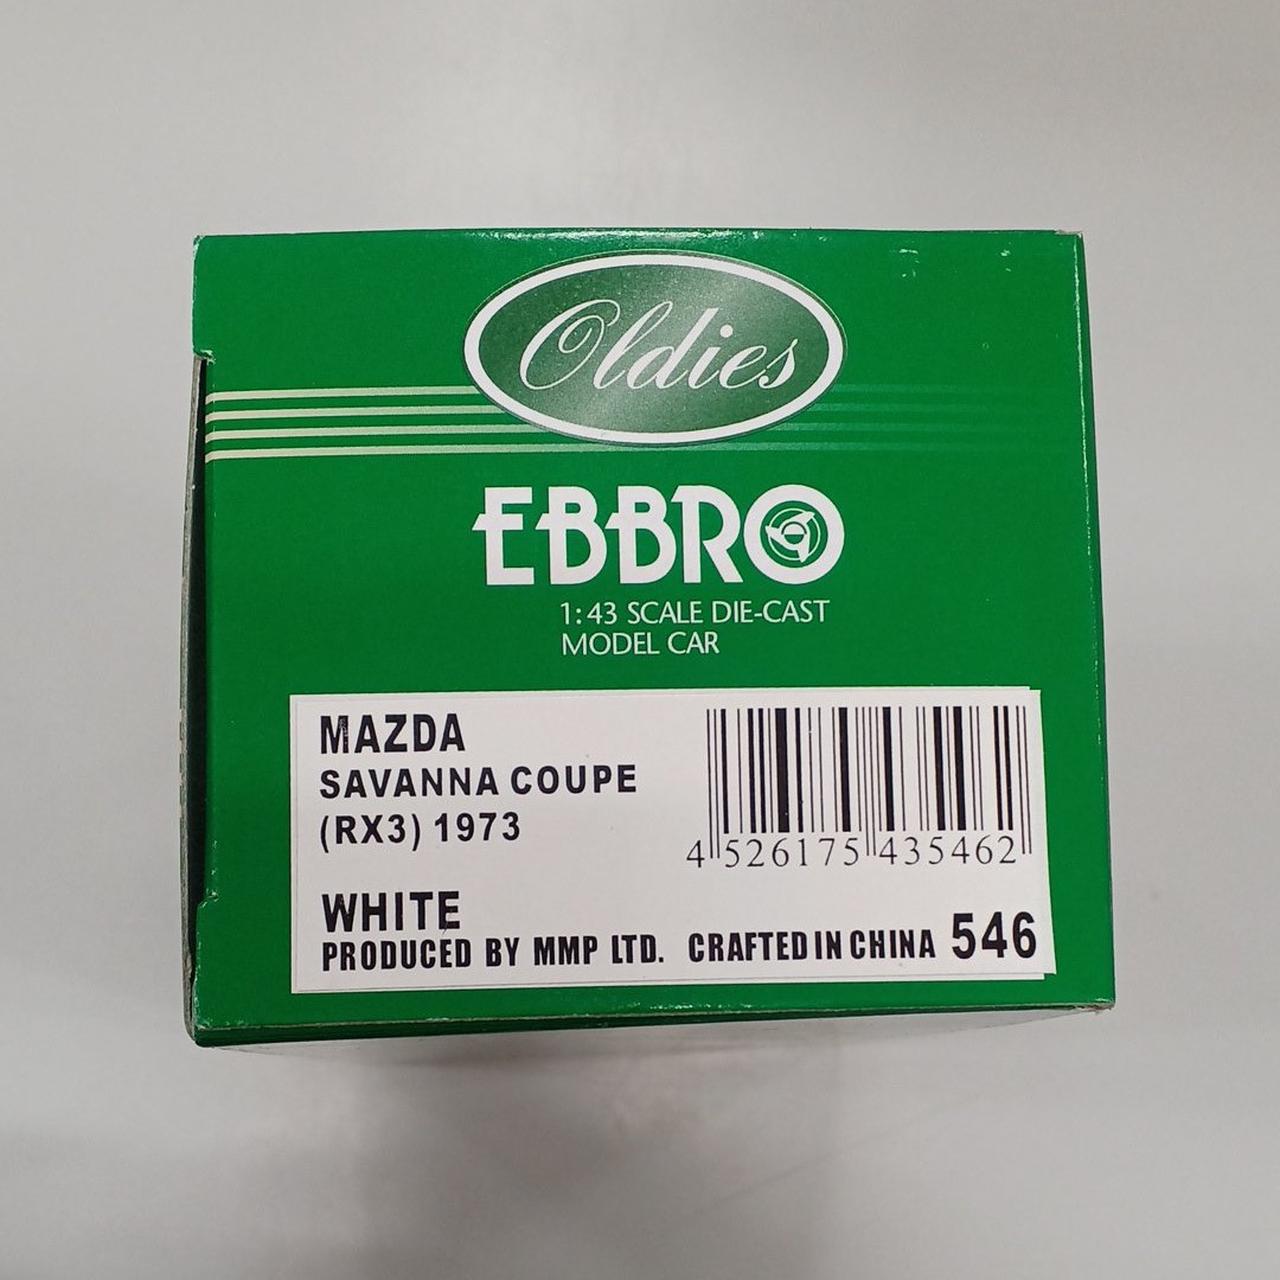 Oldies
EBBRO
1:43 SCALE DIE-CAST
MODEL CAR
MAZDA
SAVANNA COUPE
(RX3) 1973
4 526175 435462
WHITE
PRODUCED BY MMP LTD. CRAFTED IN CHINA 546